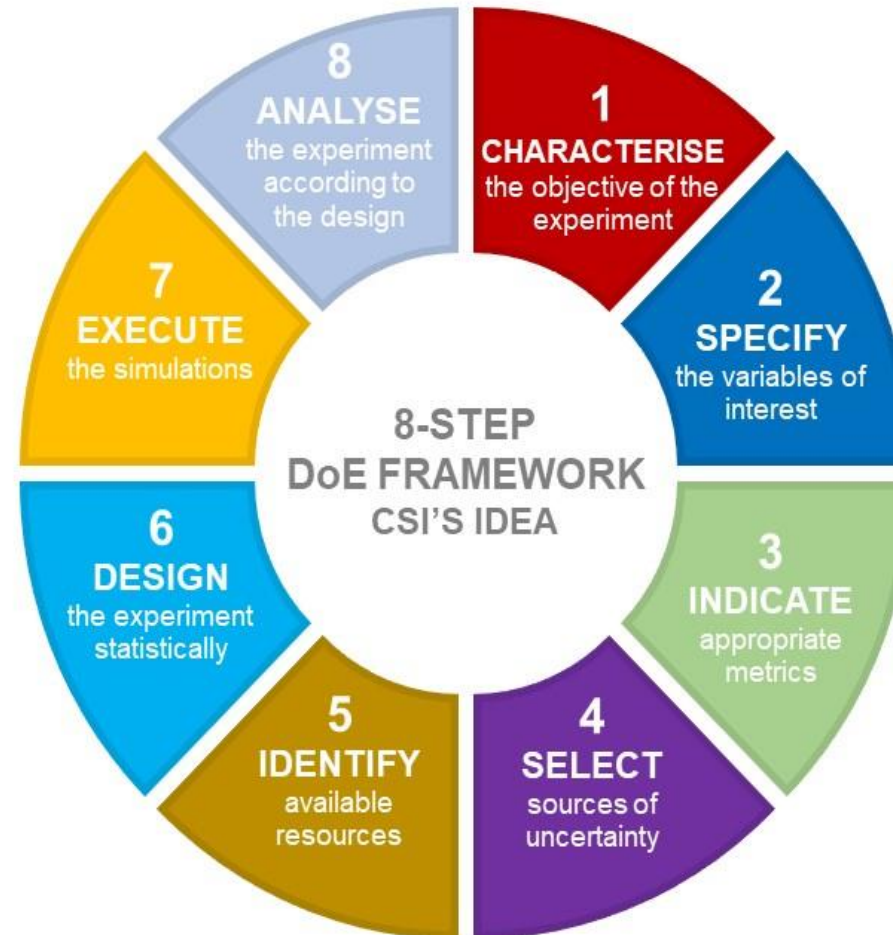 8
ANALYSE
the experiment
according to
the design
1
CHARACTERISE
the objective of the
experiment
2
SPECIFY
the variables of
interest
3
INDICATE
appropriate
metrics
4
SELECT
sources of
uncertainty
5
IDENTIFY
available
resources
6
DESIGN
the experiment
statistically
7
EXECUTE
the simulations
8-STEP
DoE FRAMEWORK
CSI'S IDEA